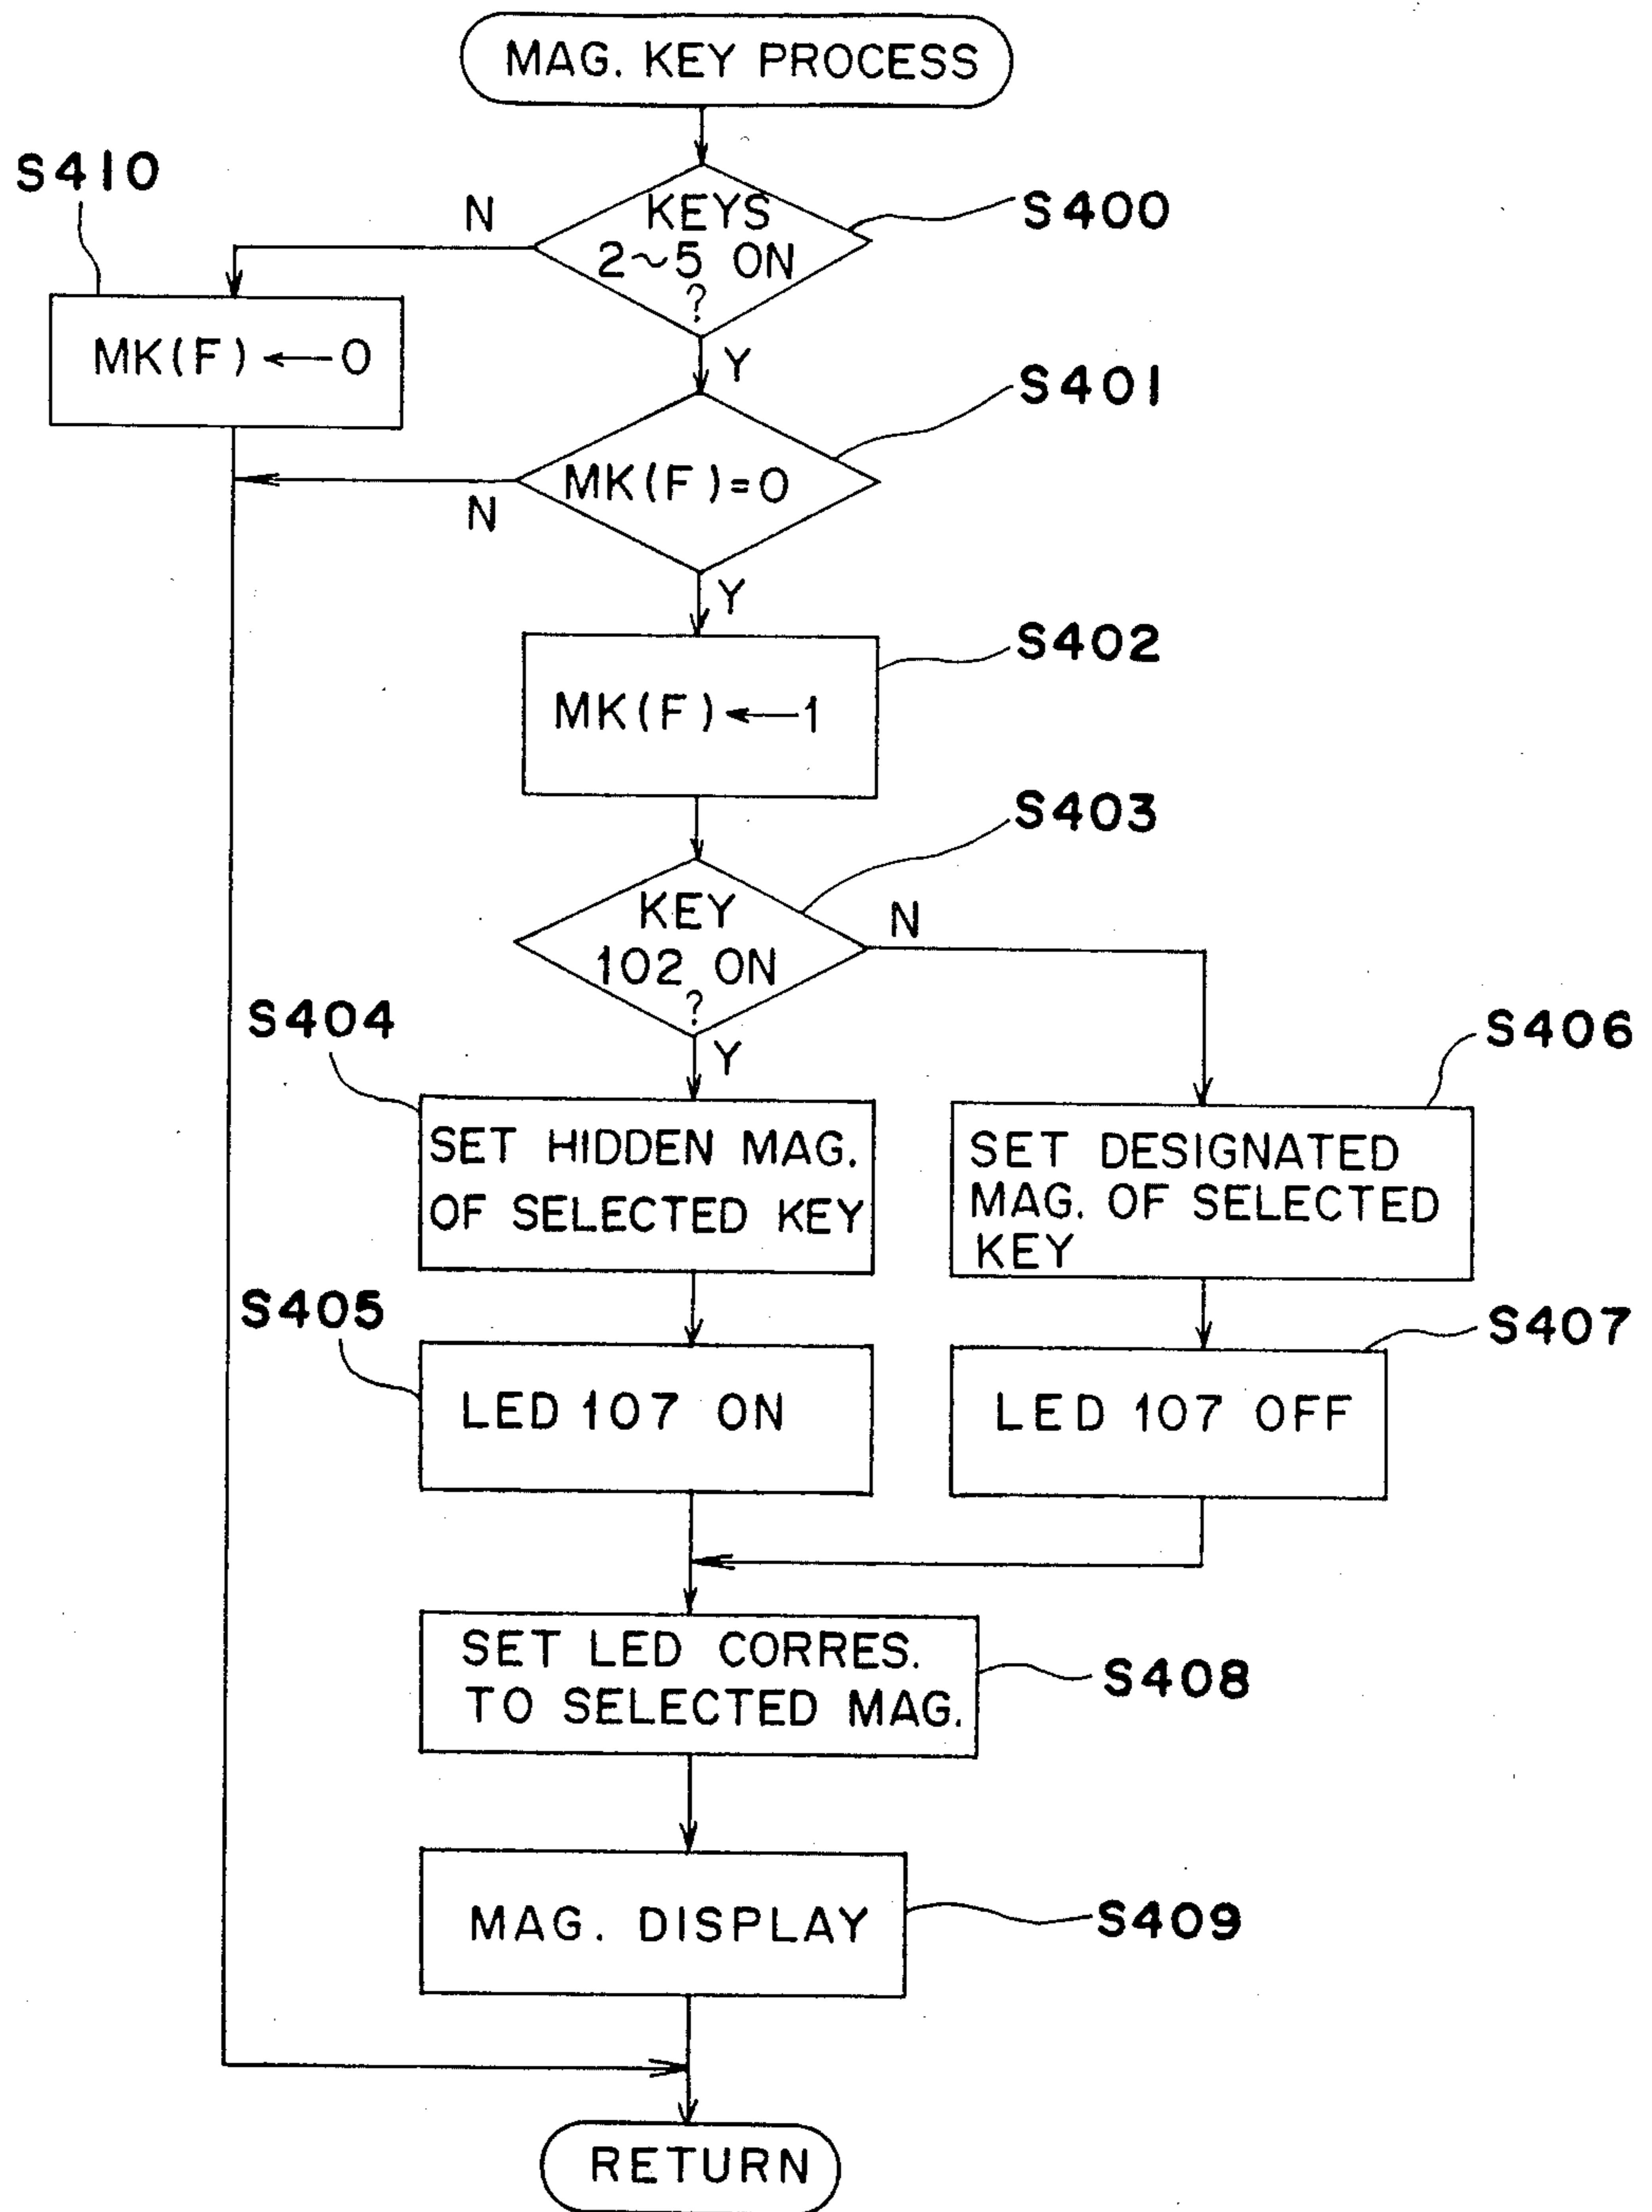 MAG. KEY PROCESS
S410
N
KEYS
2~5 ON
?
S400
MK(F)←0
Y
S401
MK(F)=0
N
Y
S402
MK(F)←1
S403
KEY
102 ON
?
N
S404
Y
S406
SET HIDDEN MAG.
OF SELECTED KEY
SET DESIGNATED
MAG. OF SELECTED
KEY
S405
S407
LED 107 ON
LED 107 OFF
SET LED CORRES.
TO SELECTED MAG.
S408
MAG. DISPLAY
S409
RETURN